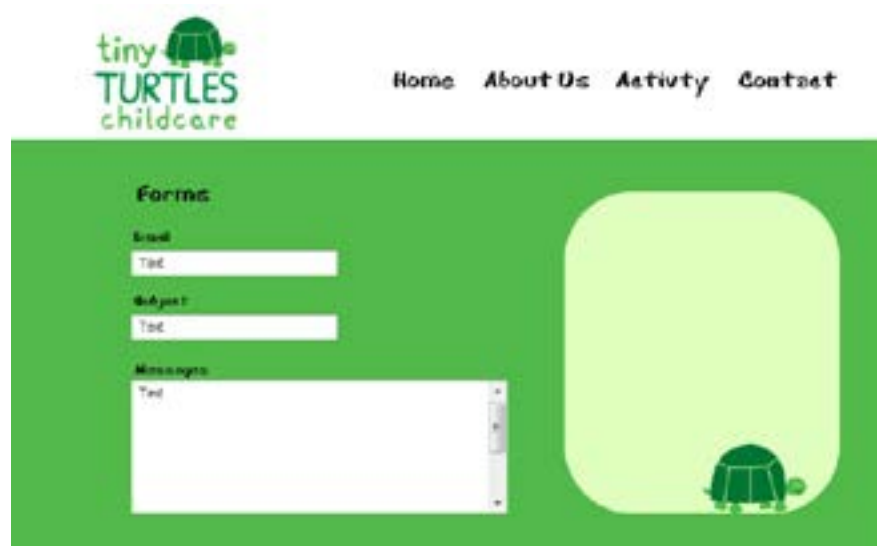 tiny
TURTLES
childcare
Home About Us Activty Contact
Forms
Email
Text
Subject
Text
Messages
Text